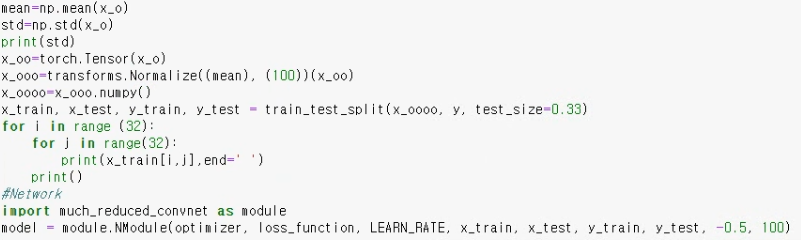 mean=np.mean(x_o)
std=np.std(x_o)
print(std)
x_oo=torch.Tensor(x_o)
x_ooo=transforms.Normalize((mean), (100))(x_oo)
x_oooo=x_ooo.numpy()
x_train, x_test, y_train, y_test = train_test_split(x_oooo, y, test_size=0.33)
for i in range (32):
    for j in range(32):
        print(x_train[i,j],end=' ')
    print()
#Network
import much_reduced_convnet as module
model = module.NModule(optimizer, loss_function, LEARN_RATE, x_train, x_test, y_train, y_test, -0.5, 100)